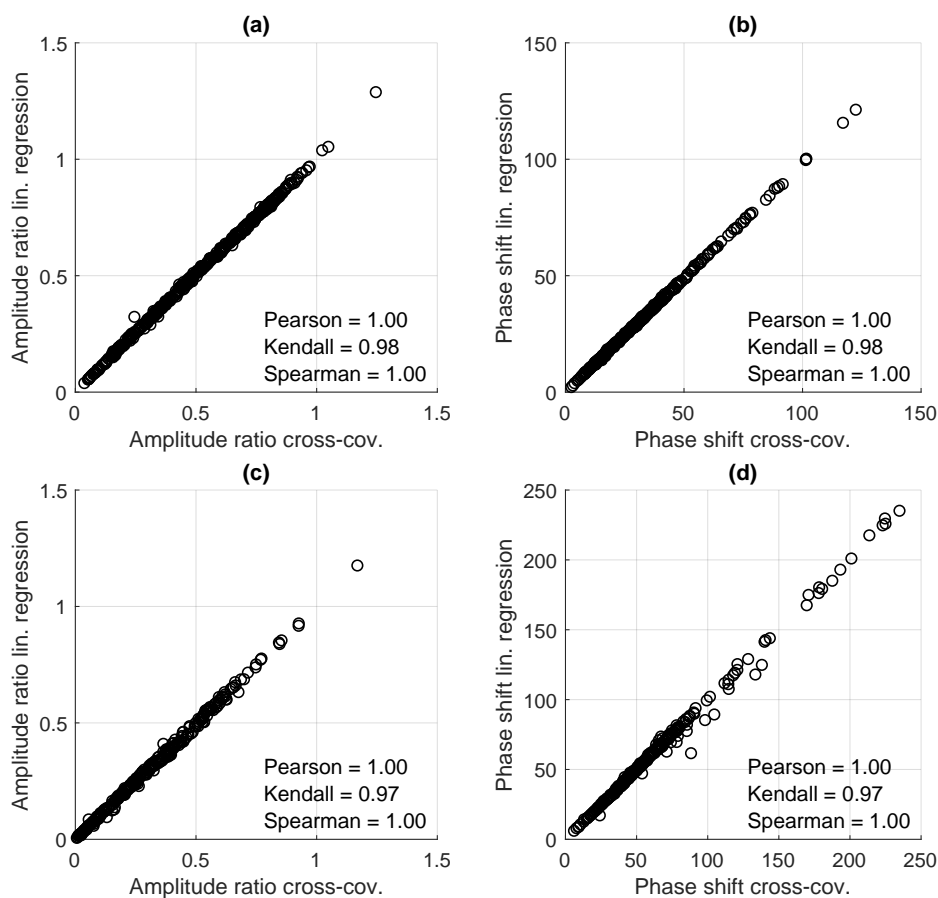 (a)
1.5
1
0.5
0
0
0.5
1
1.5
Amplitude ratio lin. regression
Amplitude ratio cross-cov.
Pearson = 1.00
Kendall = 0.98
Spearman = 1.00
(b)
150
100
50
0
0
50
100
150
Phase shift lin. regression
Phase shift cross-cov.
Pearson = 1.00
Kendall = 0.98
Spearman = 1.00
(c)
1.5
1
0.5
0
0
0.5
1
1.5
Amplitude ratio lin. regression
Amplitude ratio cross-cov.
Pearson = 1.00
Kendall = 0.97
Spearman = 1.00
(d)
250
200
150
100
50
0
0
50
100
150
200
250
Phase shift lin. regression
Phase shift cross-cov.
Pearson = 1.00
Kendall = 0.97
Spearman = 1.00